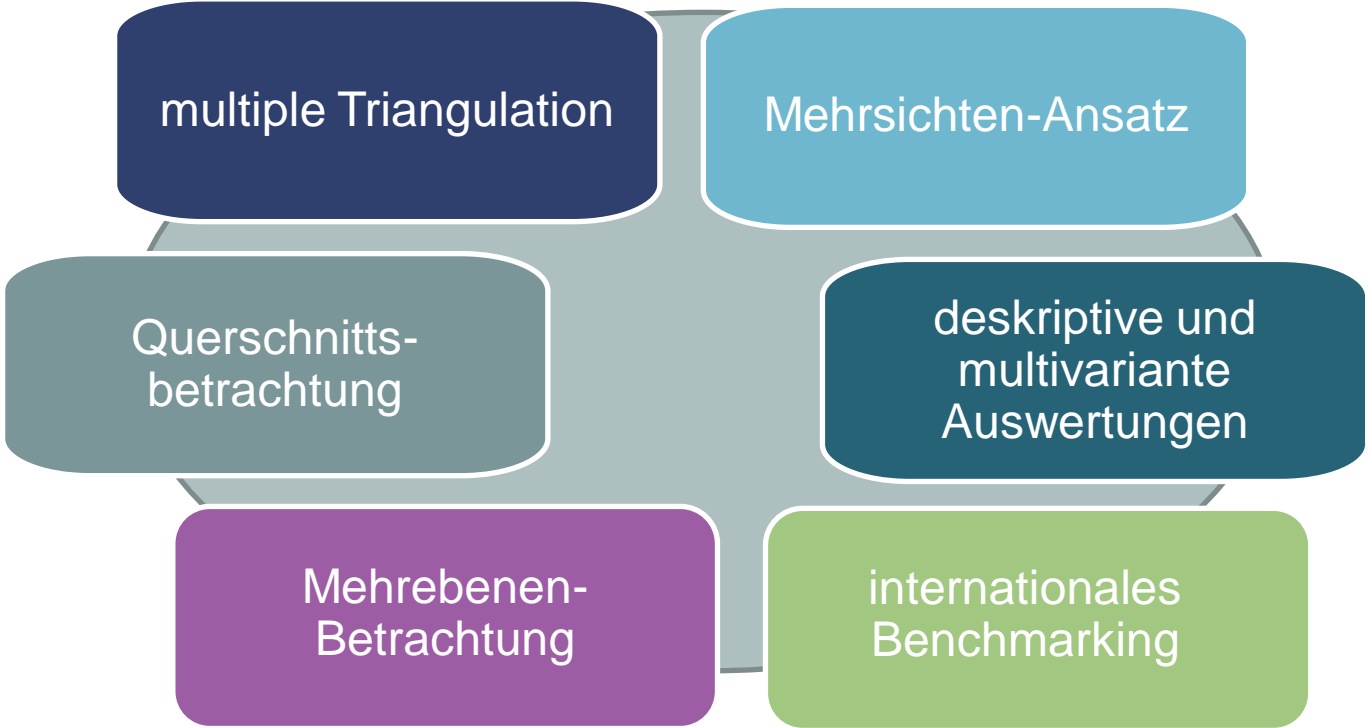 multiple Triangulation
Mehrsichten-Ansatz
Querschnitts-
betrachtung
deskriptive und
multivariante
Auswertungen
Mehrebenen-
Betrachtung
internationales
Benchmarking